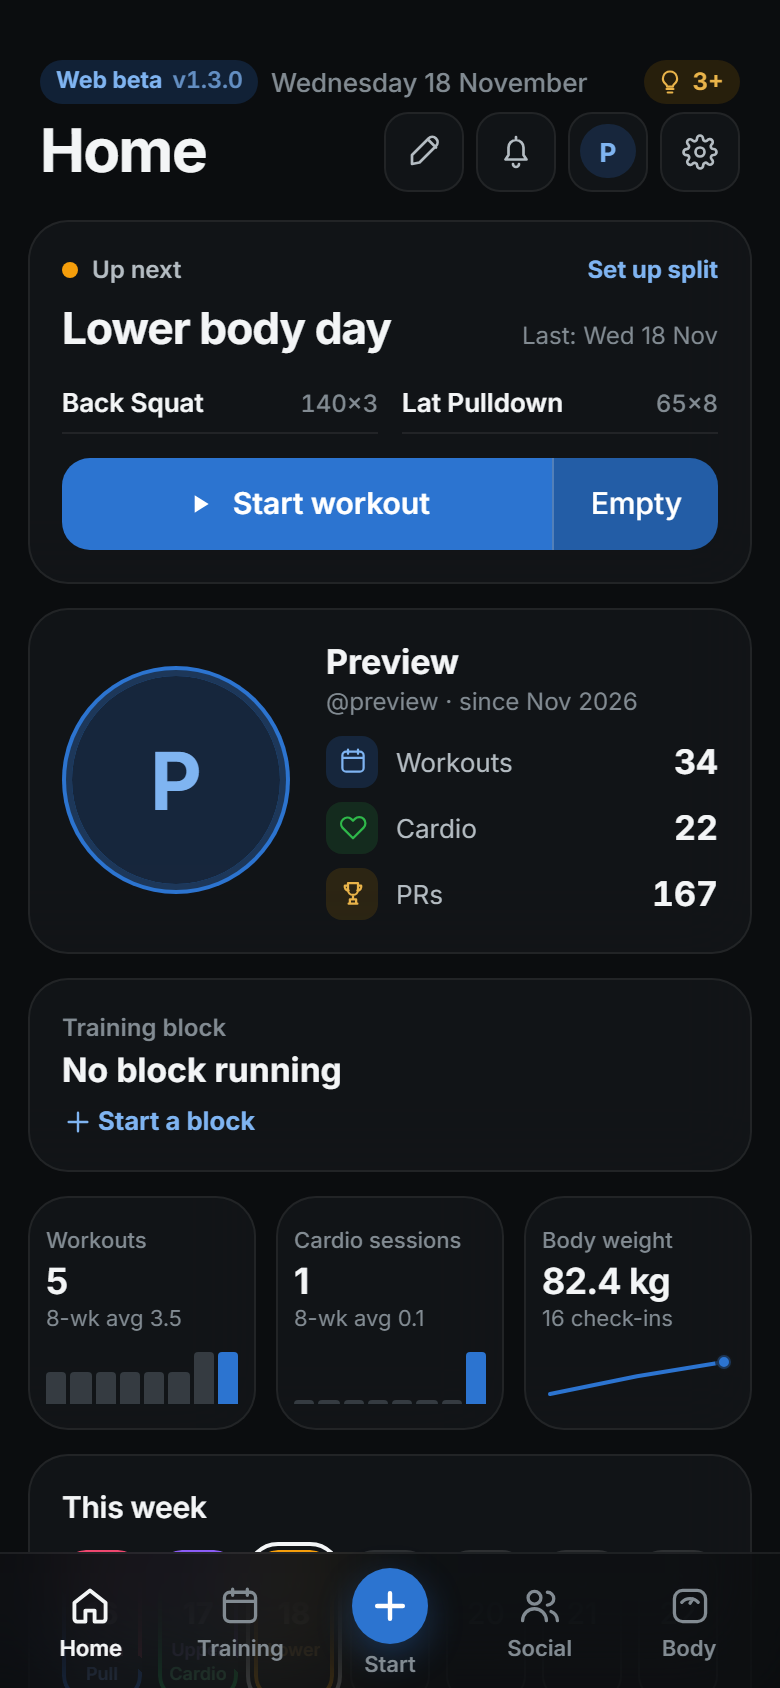 Web beta v1.3.0 Wednesday 18 November 3+
Home P
Up next Set up split
Lower body day Last: Wed 18 Nov
Back Squat 140×3 Lat Pulldown 65×8
Start workout Empty
Preview
@preview · since Nov 2026
P
Workouts 34
Cardio 22
PRs 167
Training block
No block running
+ Start a block
Workouts Cardio sessions Body weight
5 1 82.4 kg
8-wk avg 3.5 8-wk avg 0.1 16 check-ins
This week
17 18
Home Training Start Social Body
Pull Cardio